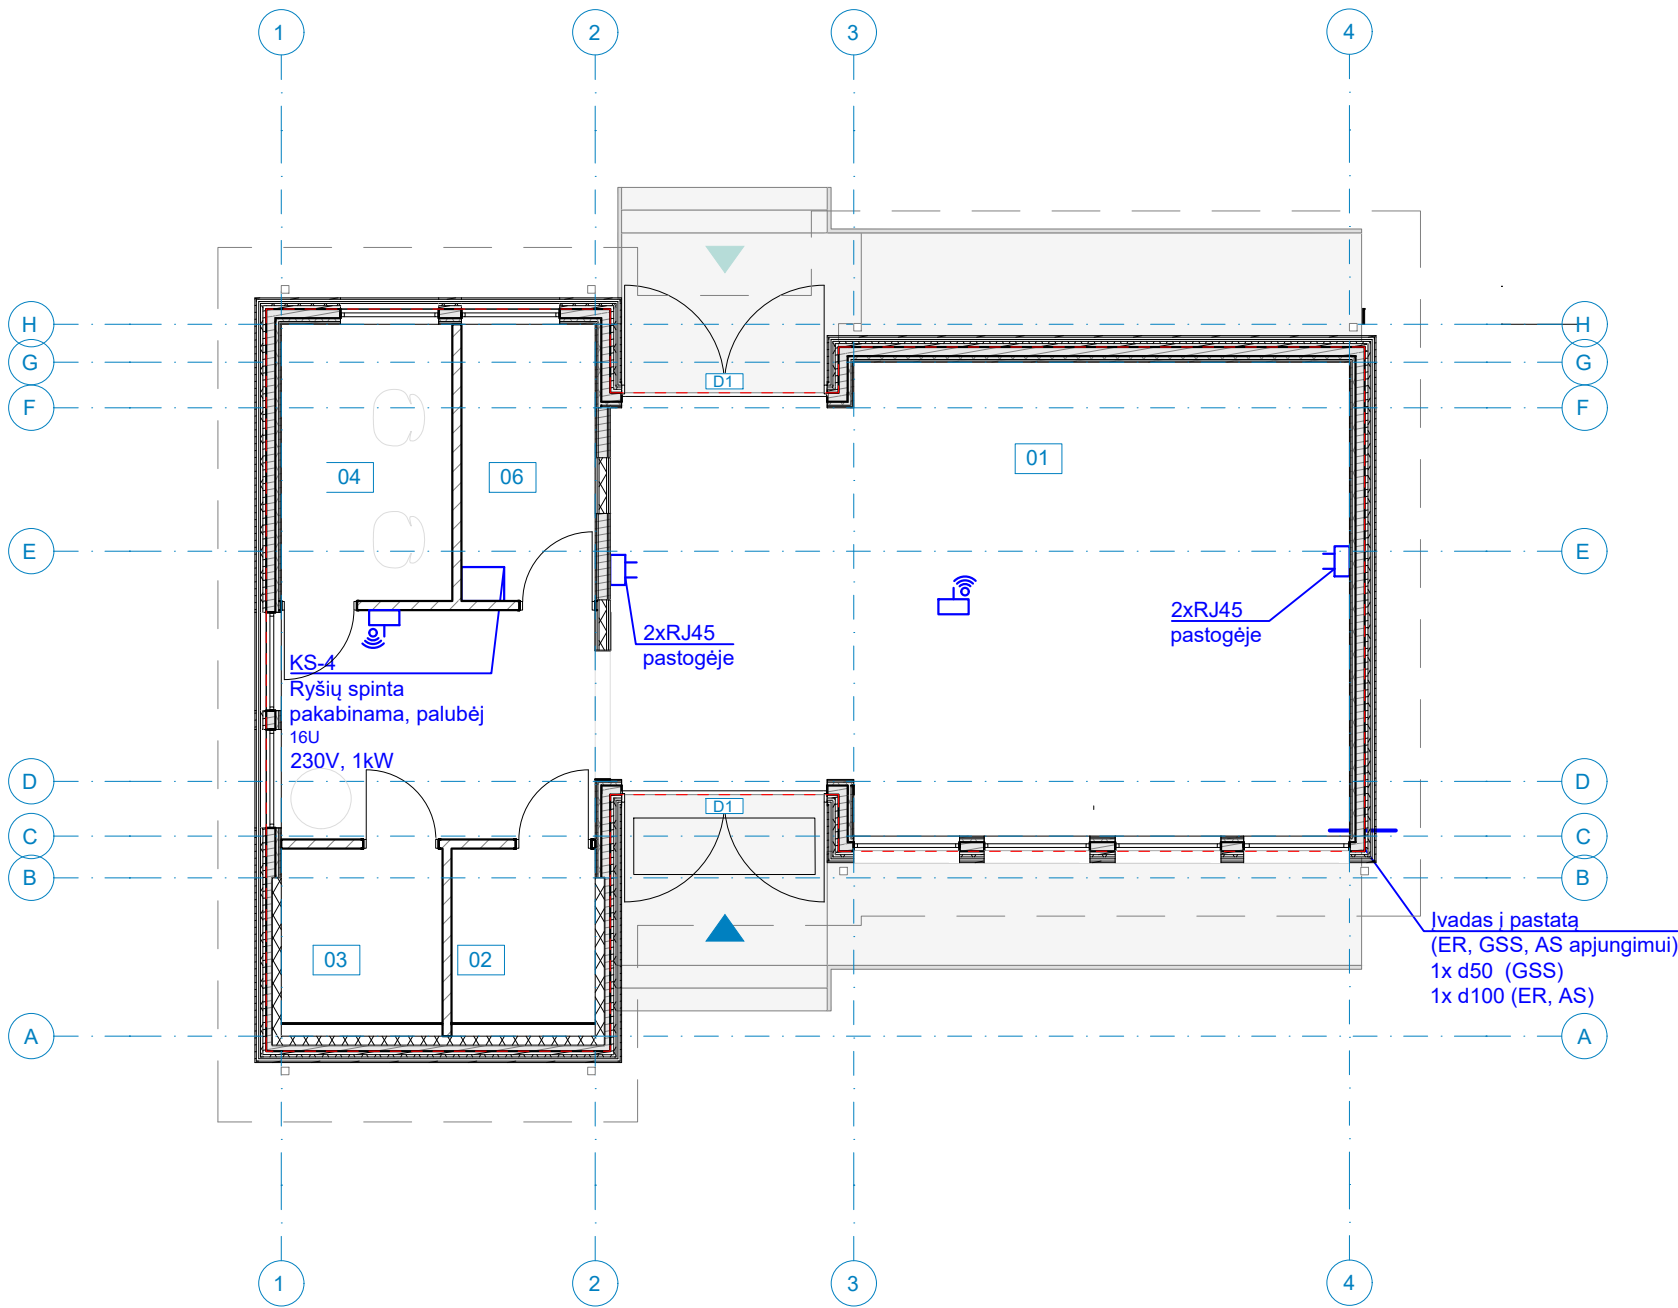 1 2 3 4
H H
G G
F F
D1
01
04 06
E E
2xRJ45
pastogėje
2xRJ45
pastogėje
KS-4
Ryšių spinta
pakabinama, palubėj
16U
230V, 1kW
D D
D1
C C
B B
Įvadas į pastatą
(ER, GSS, AS apjungimui)
1x d50 (GSS)
1x d100 (ER, AS)
03 02
A A
1 2 3 4